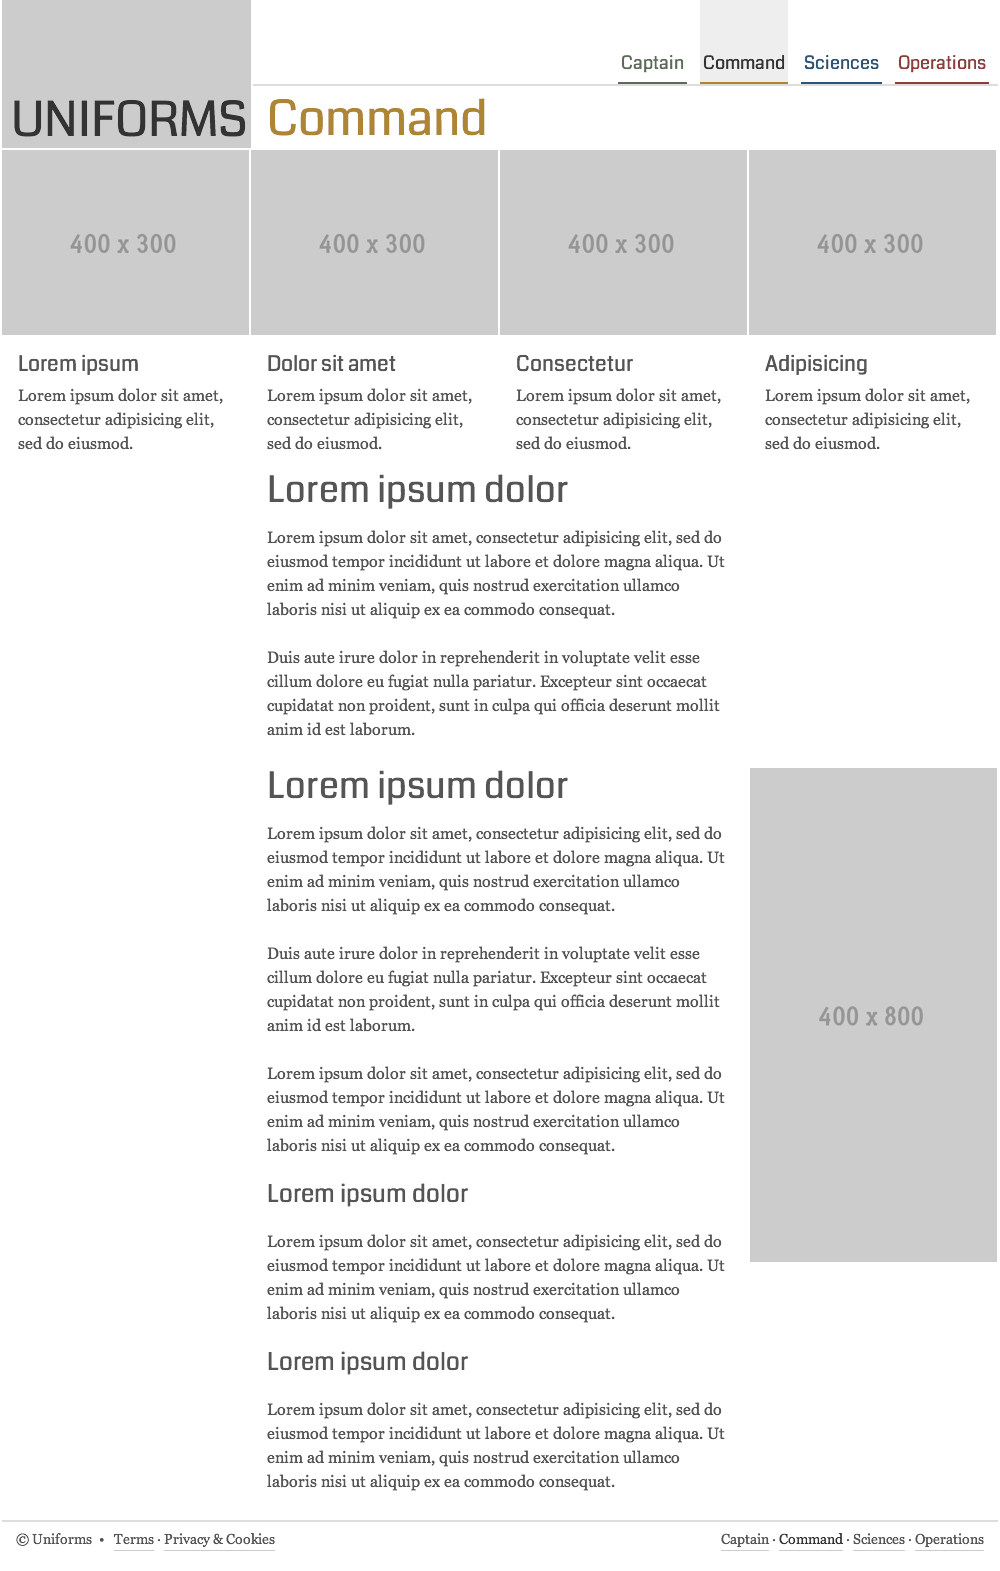 Captain Command Sciences Operations
UNIFORMS Command
400 x 300 400 x 300 400 x 300 400 x 300
Lorem ipsum
Lorem ipsum dolor sit amet,
consectetur adipisicing elit,
sed do eiusmod.
Dolor sit amet
Lorem ipsum dolor sit amet,
consectetur adipisicing elit,
sed do eiusmod.
Consectetur
Lorem ipsum dolor sit amet,
consectetur adipisicing elit,
sed do eiusmod.
Adipisicing
Lorem ipsum dolor sit amet,
consectetur adipisicing elit,
sed do eiusmod.
Lorem ipsum dolor
Lorem ipsum dolor sit amet, consectetur adipisicing elit, sed do
eiusmod tempor incididunt ut labore et dolore magna aliqua. Ut
enim ad minim veniam, quis nostrud exercitation ullamco
laboris nisi ut aliquip ex ea commodo consequat.
Duis aute irure dolor in reprehenderit in voluptate velit esse
cillum dolore eu fugiat nulla pariatur. Excepteur sint occaecat
cupidatat non proident, sunt in culpa qui officia deserunt mollit
anim id est laborum.
Lorem ipsum dolor
Lorem ipsum dolor sit amet, consectetur adipisicing elit, sed do
eiusmod tempor incididunt ut labore et dolore magna aliqua. Ut
enim ad minim veniam, quis nostrud exercitation ullamco
laboris nisi ut aliquip ex ea commodo consequat.
Duis aute irure dolor in reprehenderit in voluptate velit esse
cillum dolore eu fugiat nulla pariatur. Excepteur sint occaecat
cupidatat non proident, sunt in culpa qui officia deserunt mollit
anim id est laborum.
Lorem ipsum dolor sit amet, consectetur adipisicing elit, sed do
eiusmod tempor incididunt ut labore et dolore magna aliqua. Ut
enim ad minim veniam, quis nostrud exercitation ullamco
laboris nisi ut aliquip ex ea commodo consequat.
Lorem ipsum dolor
Lorem ipsum dolor sit amet, consectetur adipisicing elit, sed do
eiusmod tempor incididunt ut labore et dolore magna aliqua. Ut
enim ad minim veniam, quis nostrud exercitation ullamco
laboris nisi ut aliquip ex ea commodo consequat.
Lorem ipsum dolor
Lorem ipsum dolor sit amet, consectetur adipisicing elit, sed do
eiusmod tempor incididunt ut labore et dolore magna aliqua. Ut
enim ad minim veniam, quis nostrud exercitation ullamco
laboris nisi ut aliquip ex ea commodo consequat.
400 x 800
© Uniforms • Terms · Privacy & Cookies Captain · Command · Sciences · Operations